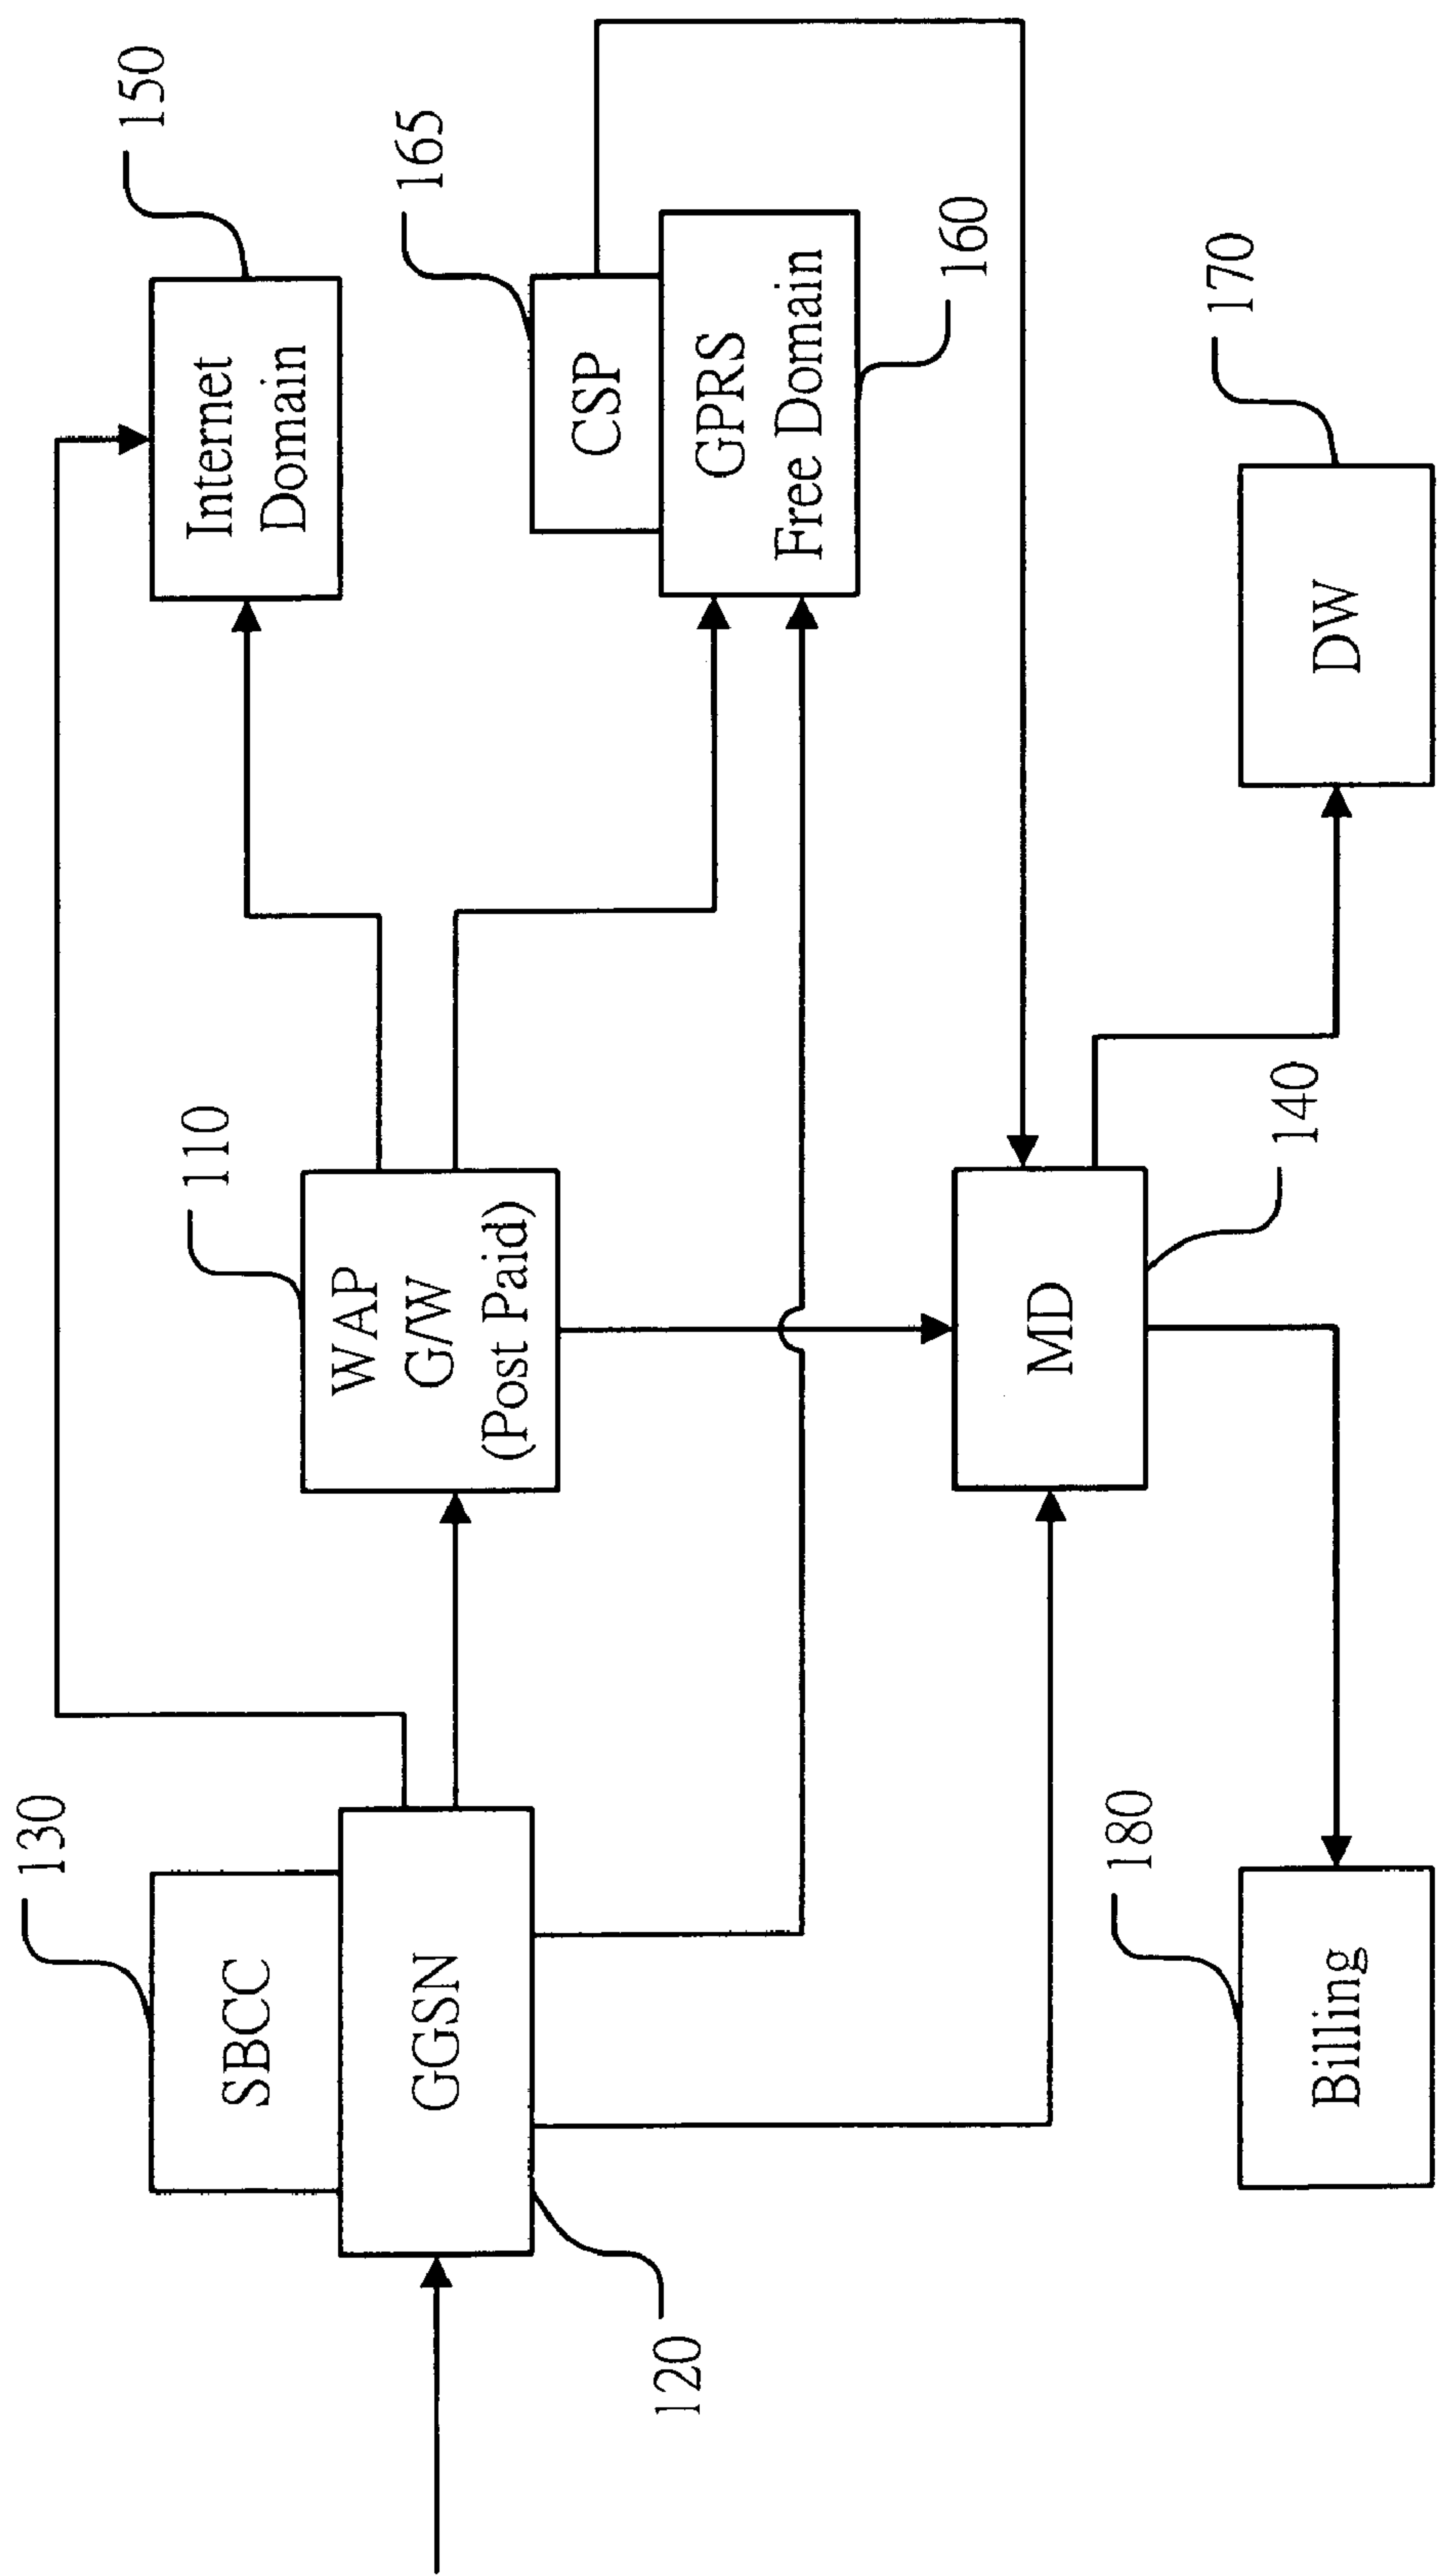 130
SBCC
GGSN
120
110
WAP
G/W
(Post Paid)
150
Internet
Domain
165
CSP
GPRS
Free Domain
160
180
Billing
MD
140
170
DW